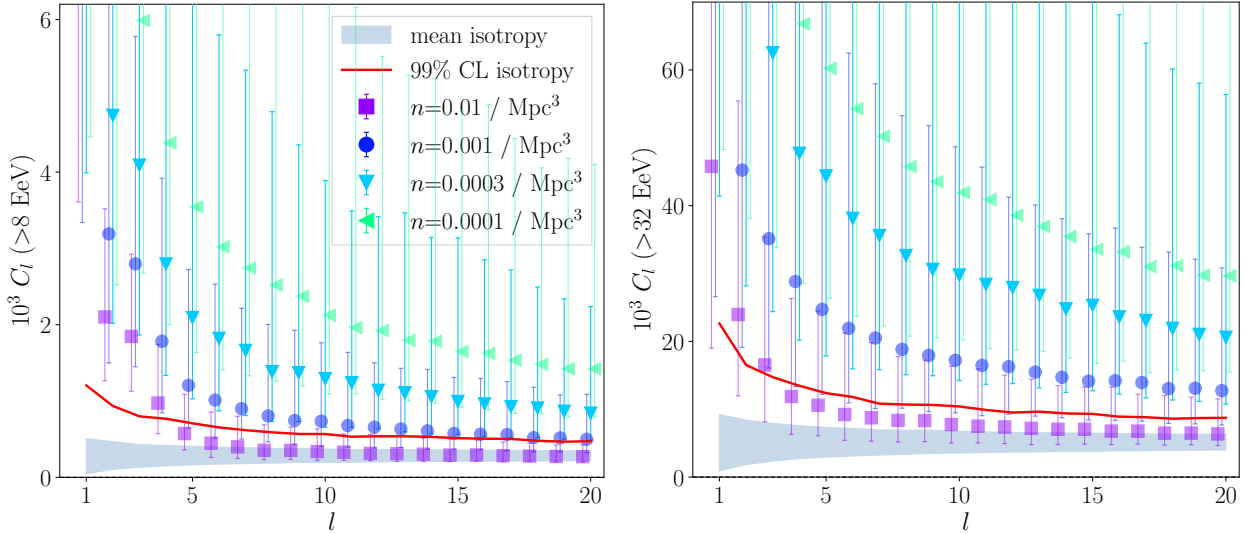 mean isotropy
99% CL isotropy
n=0.01 / Mpc³
n=0.001 / Mpc³
n=0.0003 / Mpc³
n=0.0001 / Mpc³
10³ C_l (>8 EeV)
6
4
2
0
1 5 10 15 20
l
10³ C_l (>32 EeV)
60
40
20
0
1 5 10 15 20
l